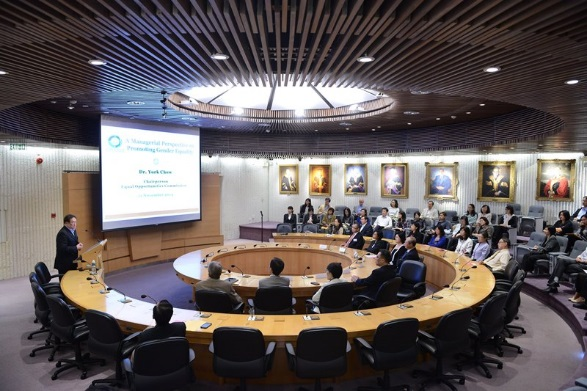 A Managerial Perspective on
Promoting Gender Equality
Dr. York Chow
Chairperson
Equal Opportunities Commission